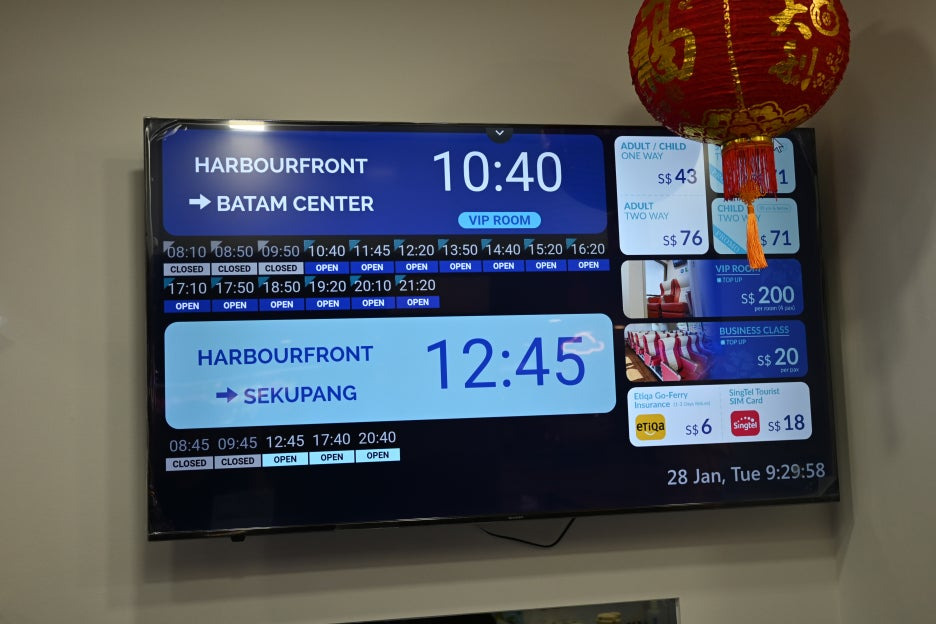 HARBOURFRONT
BATAM CENTER
10:40
VIP ROOM
08:10 08:50 09:50 10:40 11:45 12:20 13:50 14:40 15:20 16:20
CLOSED CLOSED CLOSED OPEN OPEN OPEN OPEN OPEN OPEN OPEN
17:10 17:50 18:50 19:20 20:10 21:20
OPEN OPEN OPEN OPEN OPEN OPEN
HARBOURFRONT
SEKUPANG
12:45
08:45 09:45 12:45 17:40 20:40
CLOSED CLOSED OPEN OPEN OPEN
ADULT / CHILD
ONE WAY
S$ 43
ADULT
TWO WAY
S$ 76
CHILD
TWO WAY
$ 71
VIP ROOM
TOP UP
S$ 200
per room (4 pax)
BUSINESS CLASS
TOP UP
S$ 20
per pax
Etiqa Go-Ferry
Insurance
etiqa
S$ 6
SingTel Tourist
SIM Card
Singtel
S$ 18
28 Jan, Tue 9:29:58